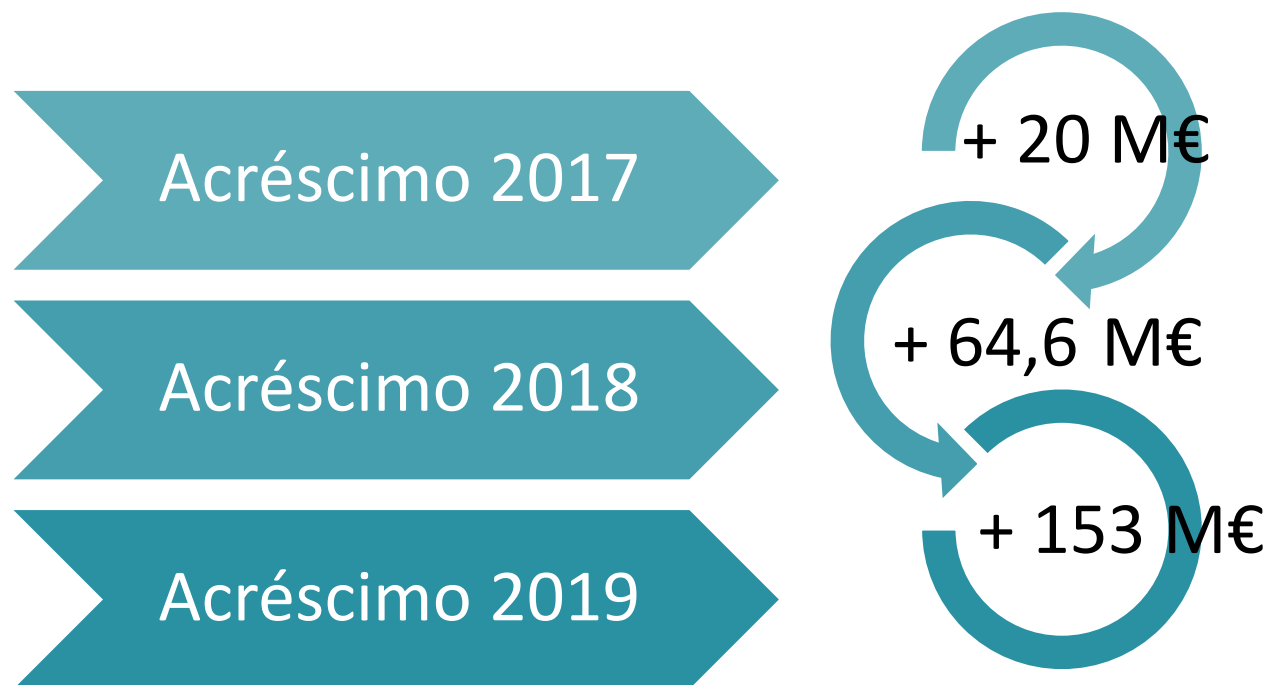 Acréscimo 2017
+ 20 M€
Acréscimo 2018
+ 64,6 M€
Acréscimo 2019
+ 153 M€